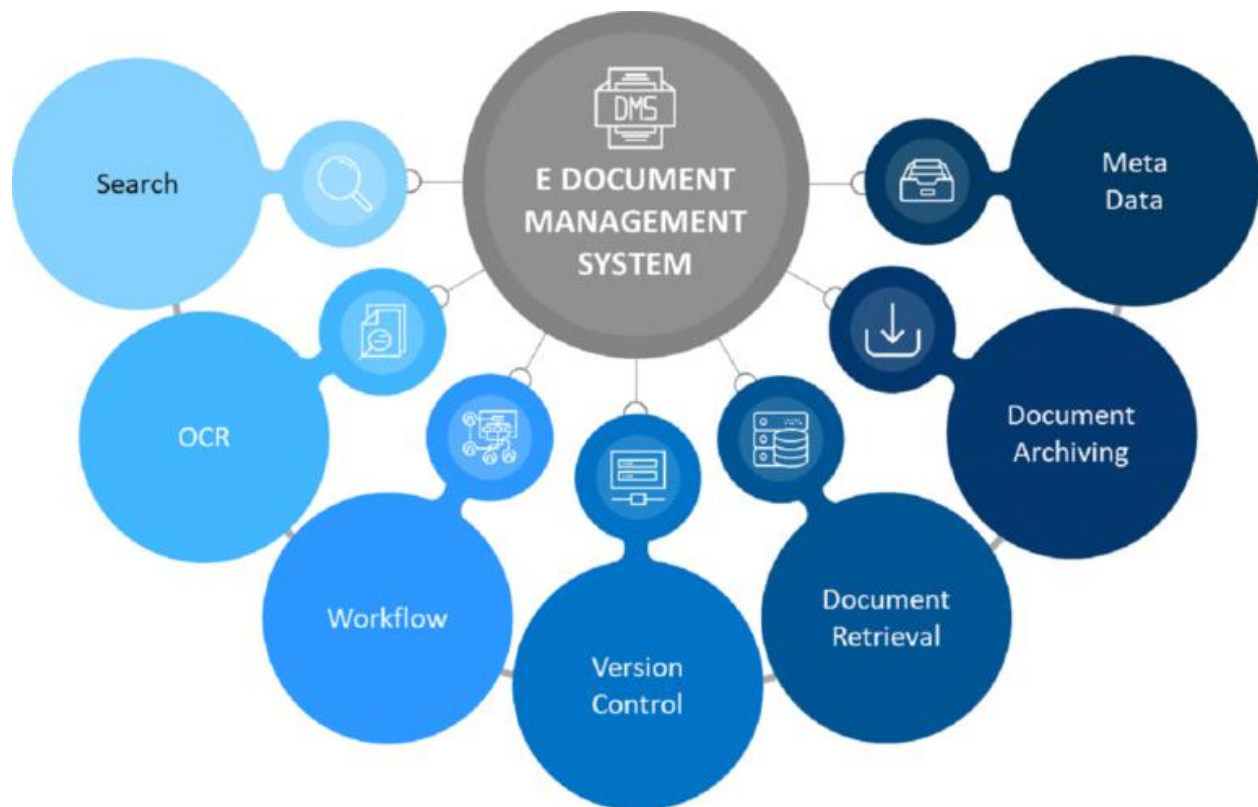 DMS
E DOCUMENT
MANAGEMENT
SYSTEM
Search
OCR
Workflow
Version
Control
Document
Retrieval
Document
Archiving
Meta
Data